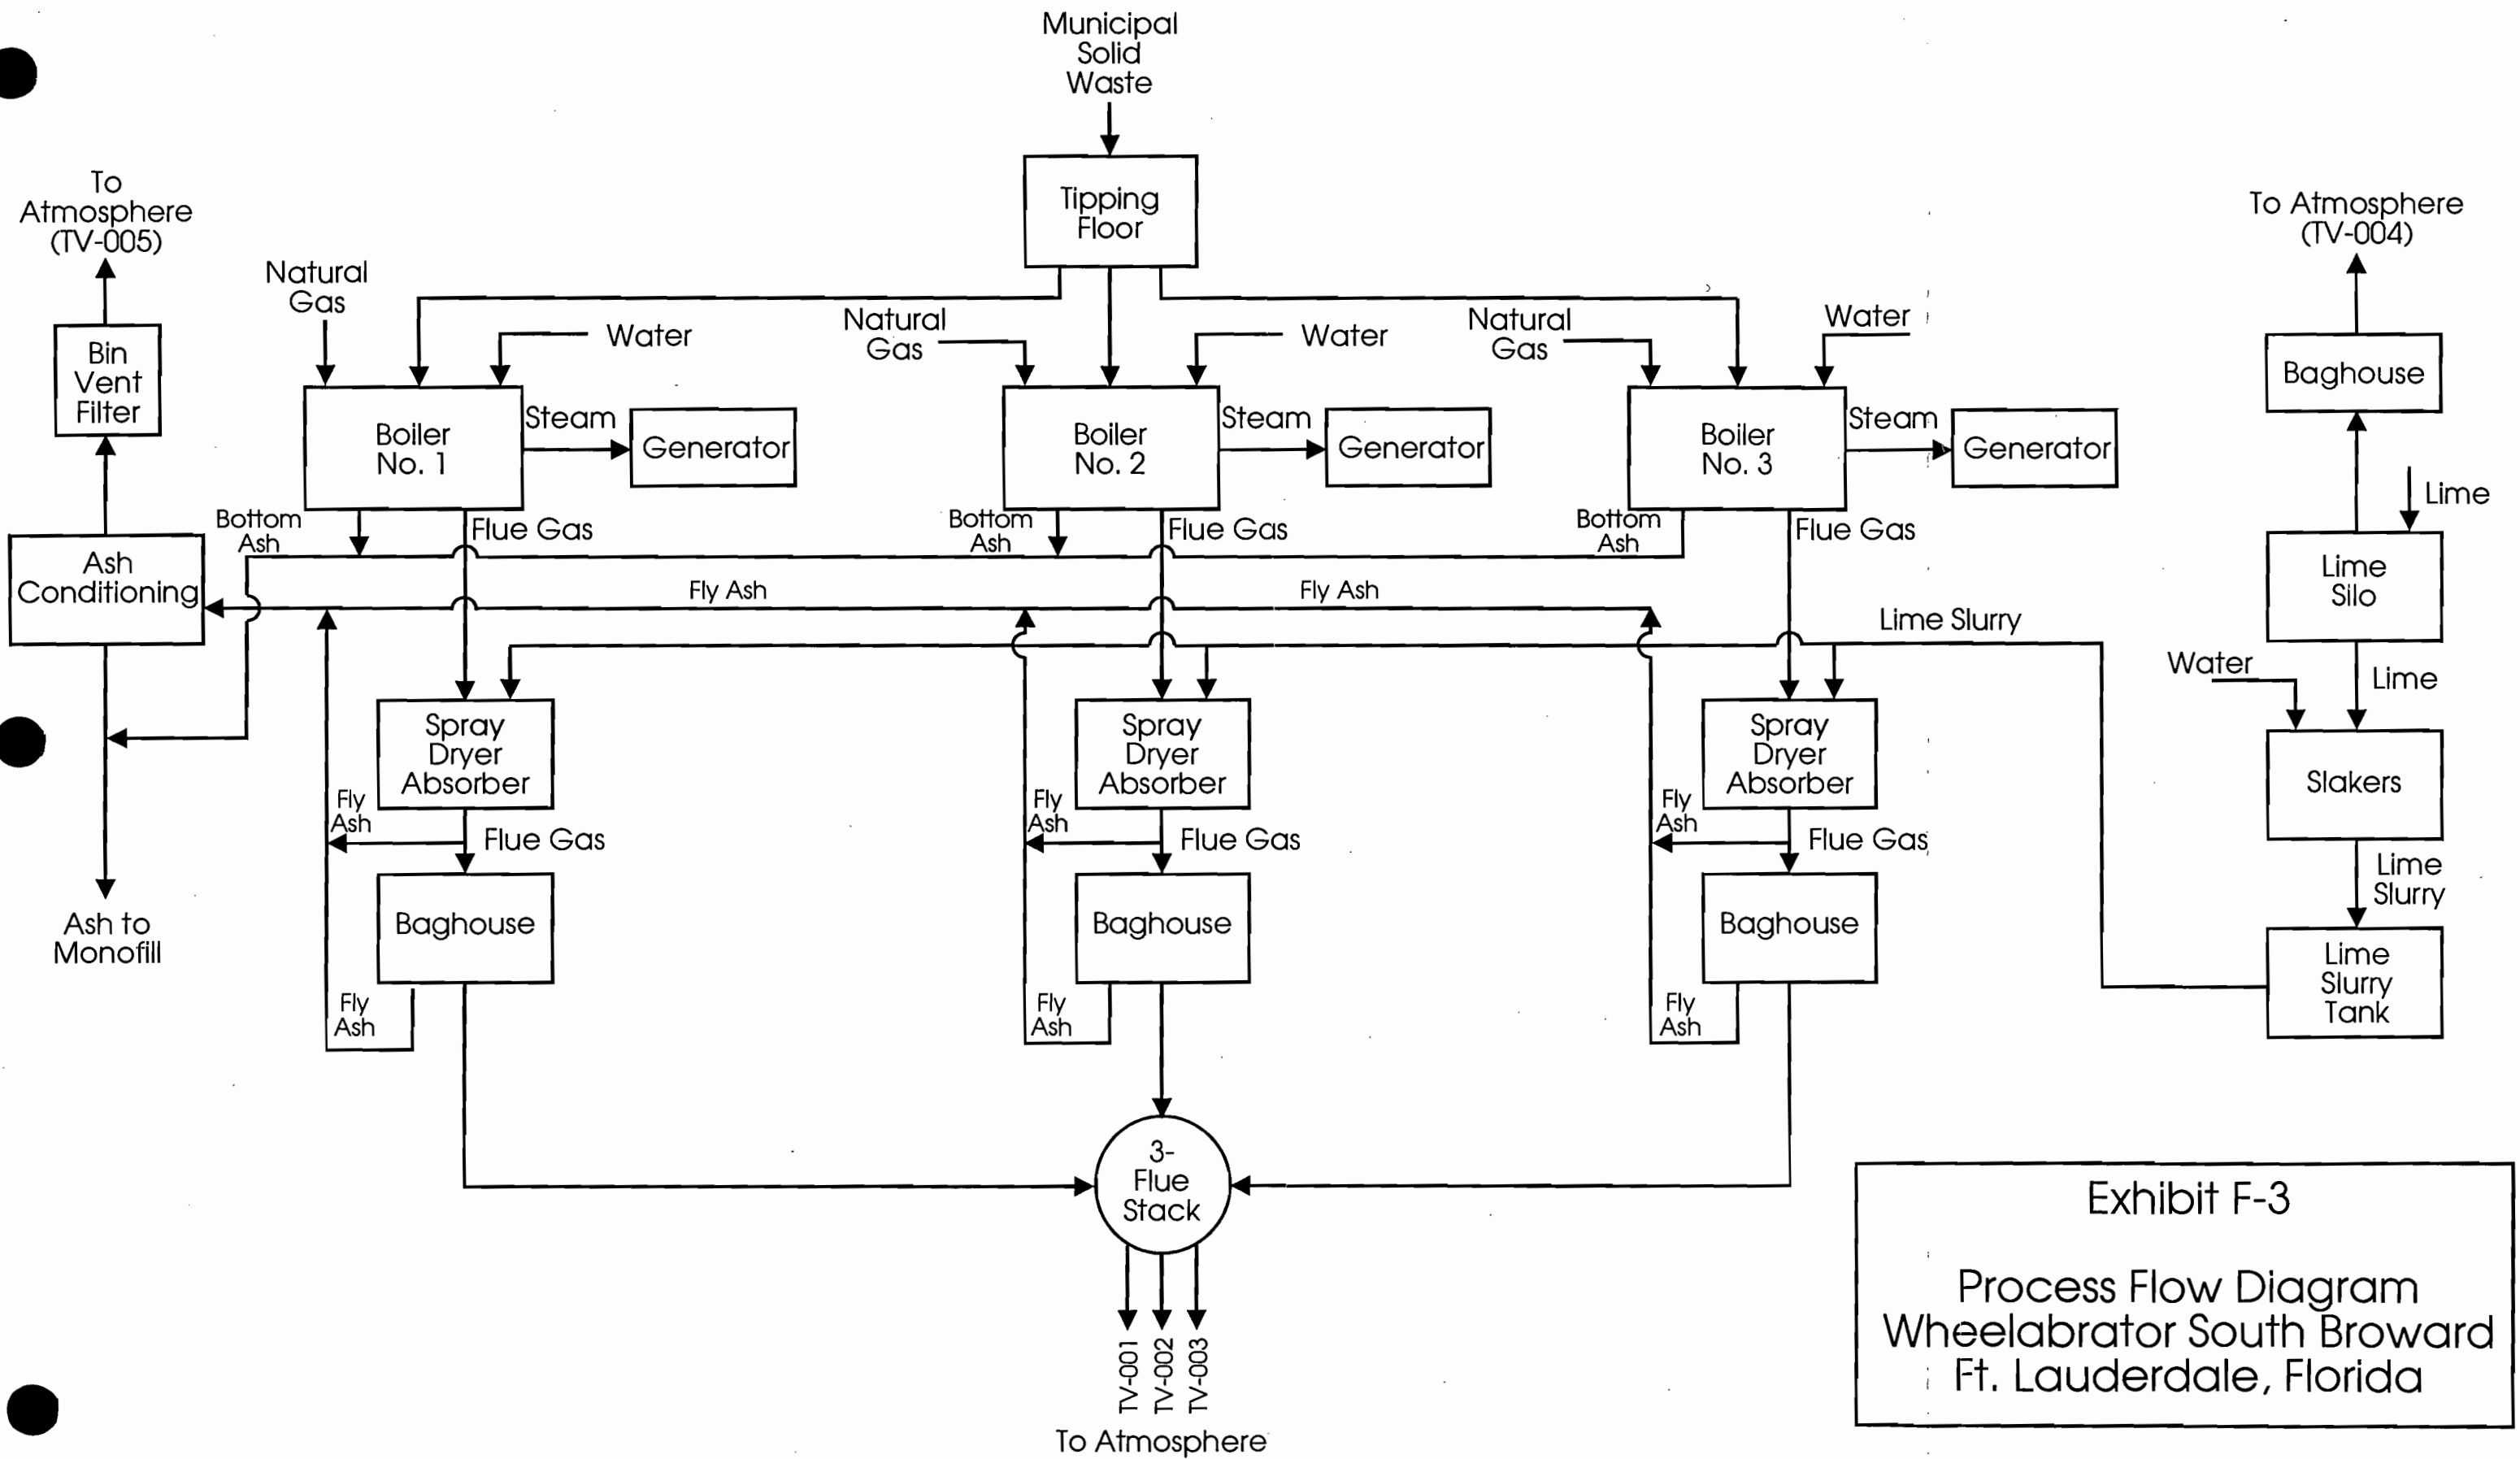 Municipal
Solid
Waste
Tipping
Floor
To
Atmosphere
(TV-005)
To Atmosphere
(TV-004)
Natural
Gas
Water
Natural
Gas
Water
Natural
Gas
Water
Bin
Vent
Filter
Baghouse
Boiler
No. 1
Steam
Generator
Boiler
No. 2
Steam
Generator
Boiler
No. 3
Steam
Generator
Lime
Bottom
Ash
Flue Gas
Bottom
Ash
Flue Gas
Bottom
Ash
Flue Gas
Ash
Conditioning
Lime
Silo
Fly Ash
Fly Ash
Lime Slurry
Water
Lime
Spray
Dryer
Absorber
Spray
Dryer
Absorber
Spray
Dryer
Absorber
Slakers
Fly
Ash
Flue Gas
Fly
Ash
Flue Gas
Fly
Ash
Flue Gas
Lime
Slurry
Ash to
Monofill
Baghouse
Baghouse
Baghouse
Lime
Slurry
Tank
Fly
Ash
Fly
Ash
Fly
Ash
3-
Flue
Stack
TV-001
TV-002
TV-003
To Atmosphere
Exhibit F-3
Process Flow Diagram
Wheelabrator South Broward
Ft. Lauderdale, Florida